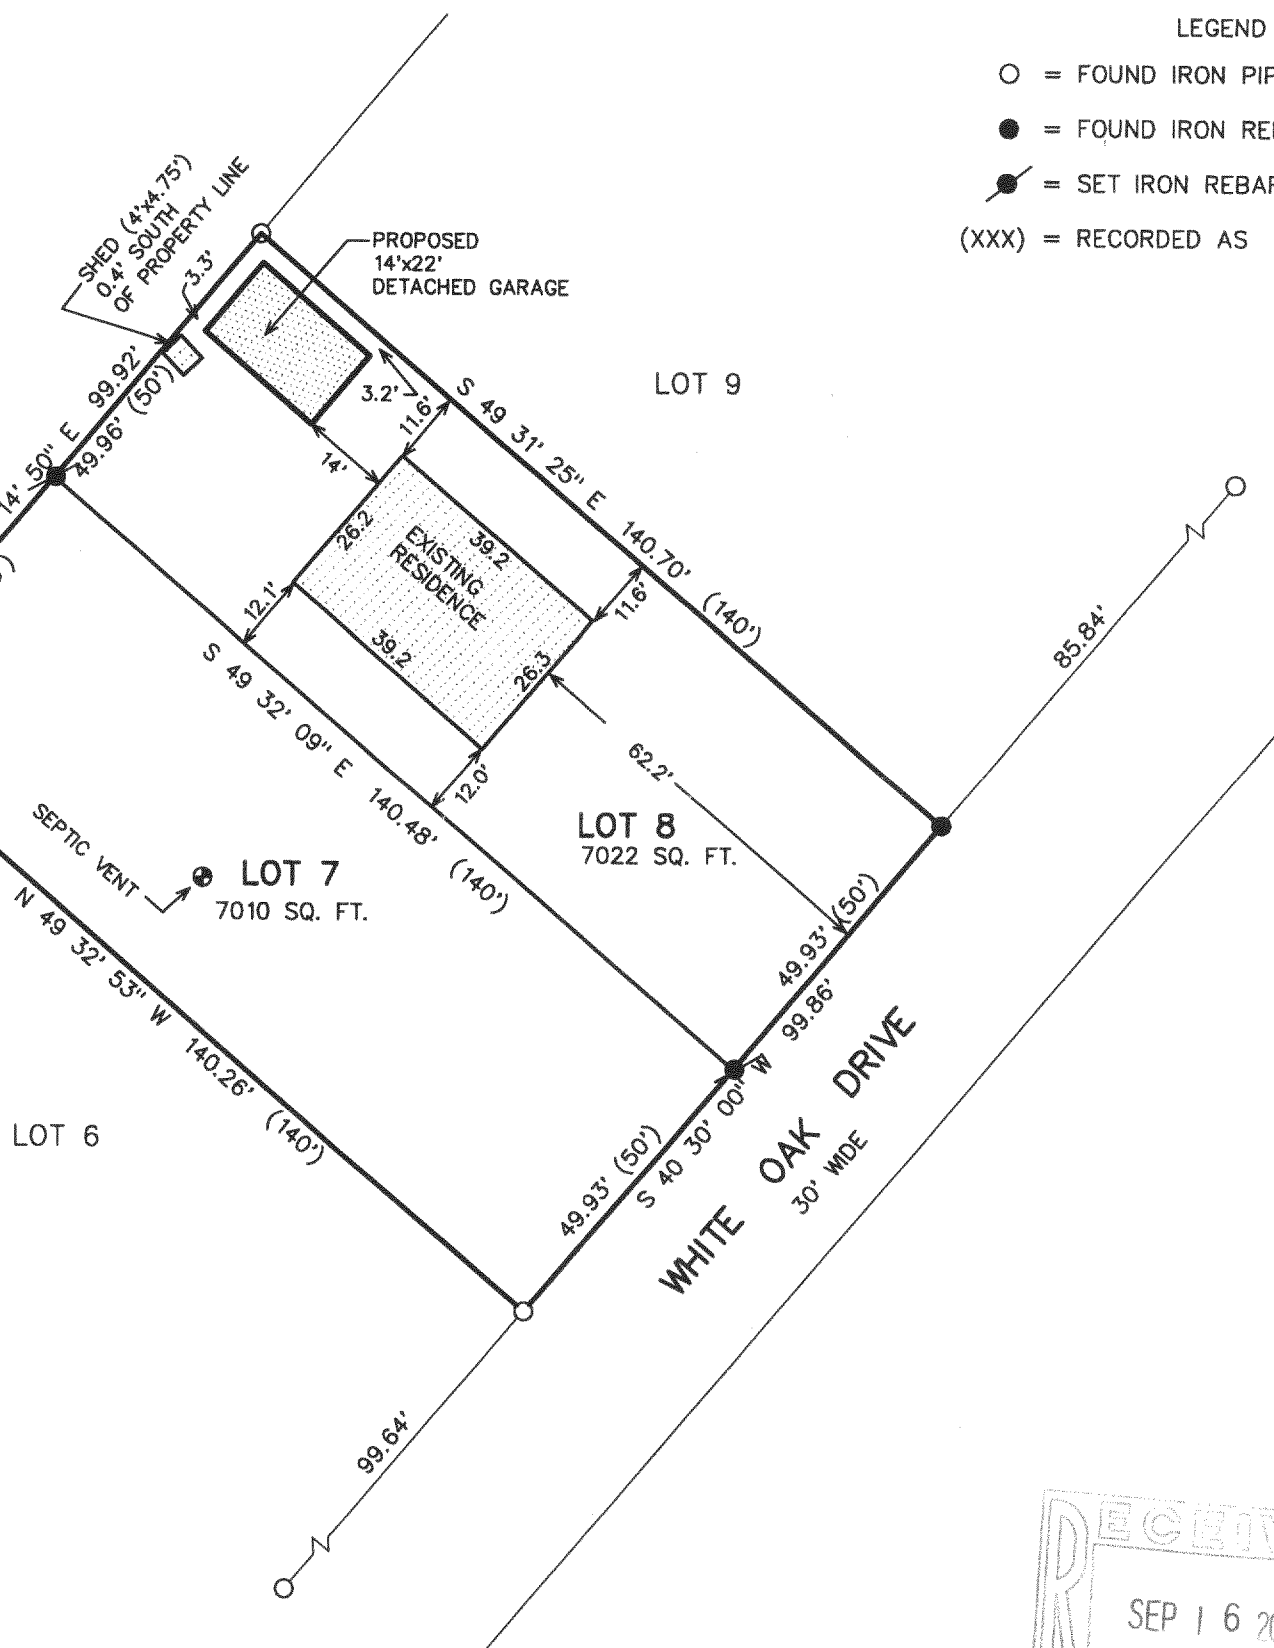 LEGEND
○ = FOUND IRON
● = FOUND IRON
= SET IRON
(XXX) = RECORDED AS
SHED (4'x4.75')
0.4' SOUTH
OF PROPERTY LINE
3.3'
PROPOSED
14'x22'
DETACHED GARAGE
LOT 9
14' 50" E 99.92'
49.96' (50')
3.2'
11.6'
14'
S 49 31' 25" E 140.70' (140')
26.2
39.2
EXISTING
RESIDENCE
39.2
26.3
12.1'
11.6'
12.0'
62.2'
85.84'
S 49 32' 09" E 140.48' (140')
LOT 8
7022 SQ. FT.
SEPTIC VENT
LOT 7
7010 SQ. FT.
N 49 32' 53" W 140.26' (140')
49.93' (50')
S 40 30' 00" W 99.86'
49.93' (50')
WHITE OAK DRIVE
30' WIDE
LOT 6
99.64'
SEP 16